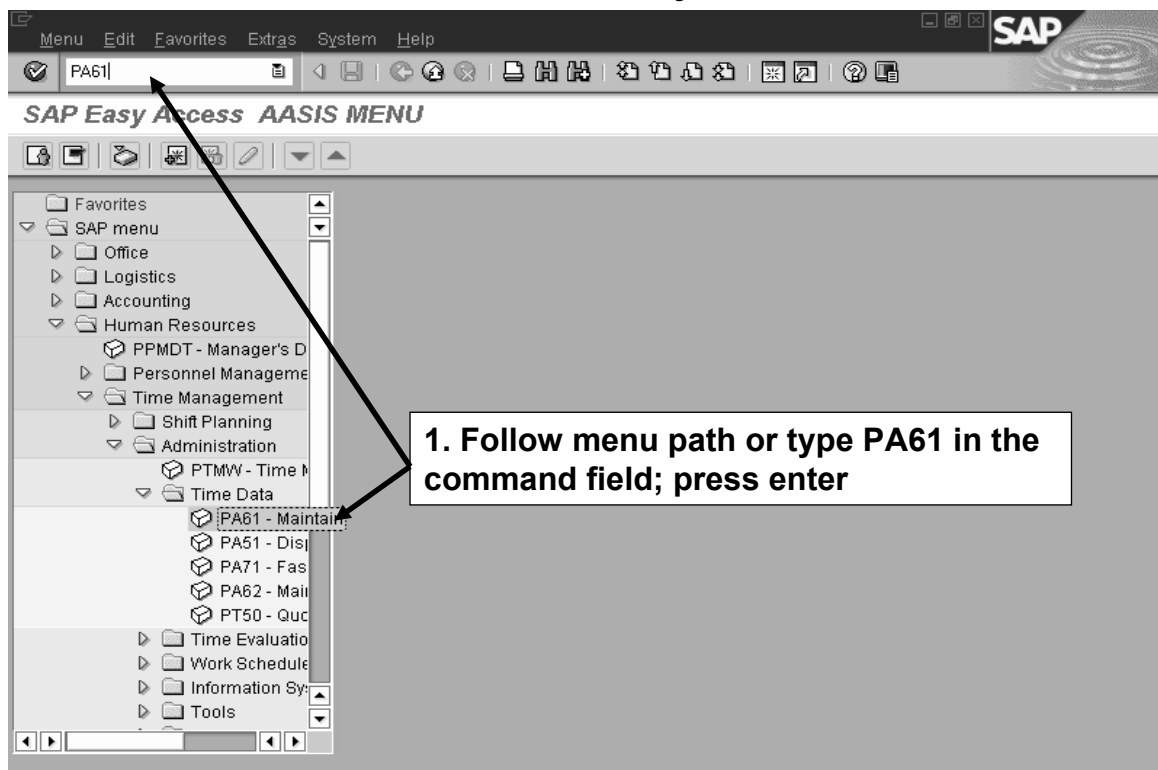 Menu Edit Favorites Extras System Help
SAP
PA61
SAP Easy Access AASIS MENU
Favorites
SAP menu
Office
Logistics
Accounting
Human Resources
PPMDT - Manager's D
Personnel Manageme
Time Management
Shift Planning
Administration
PTMW - Time M
Time Data
PA61 - Maintain
PA51 - Disp
PA71 - Fas
PA62 - Mai
PT50 - Quo
Time Evaluatio
Work Schedule
Information Sy
Tools
1. Follow menu path or type PA61 in the
command field; press enter